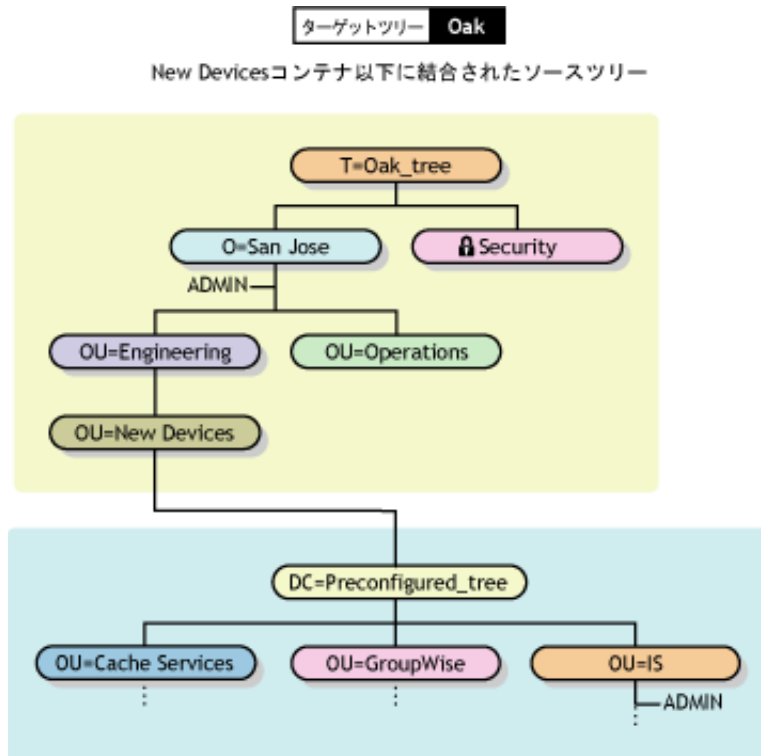 ターゲットツリー Oak
New Devicesコンテナ以下に結合されたソースツリー
T=Oak_tree
O=San Jose
Security
ADMIN
OU=Engineering
OU=Operations
OU=New Devices
DC=Preconfigured_tree
OU=Cache Services
OU=GroupWise
OU=IS
ADMIN